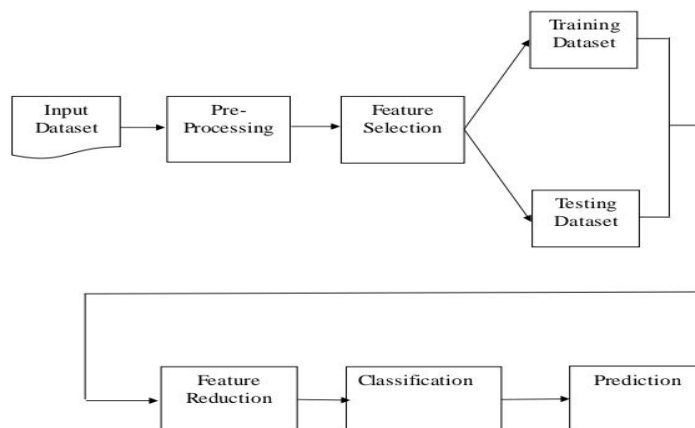 Input
Dataset
Pre-
Processing
Feature
Selection
Training
Dataset
Testing
Dataset
Feature
Reduction
Classification
Prediction